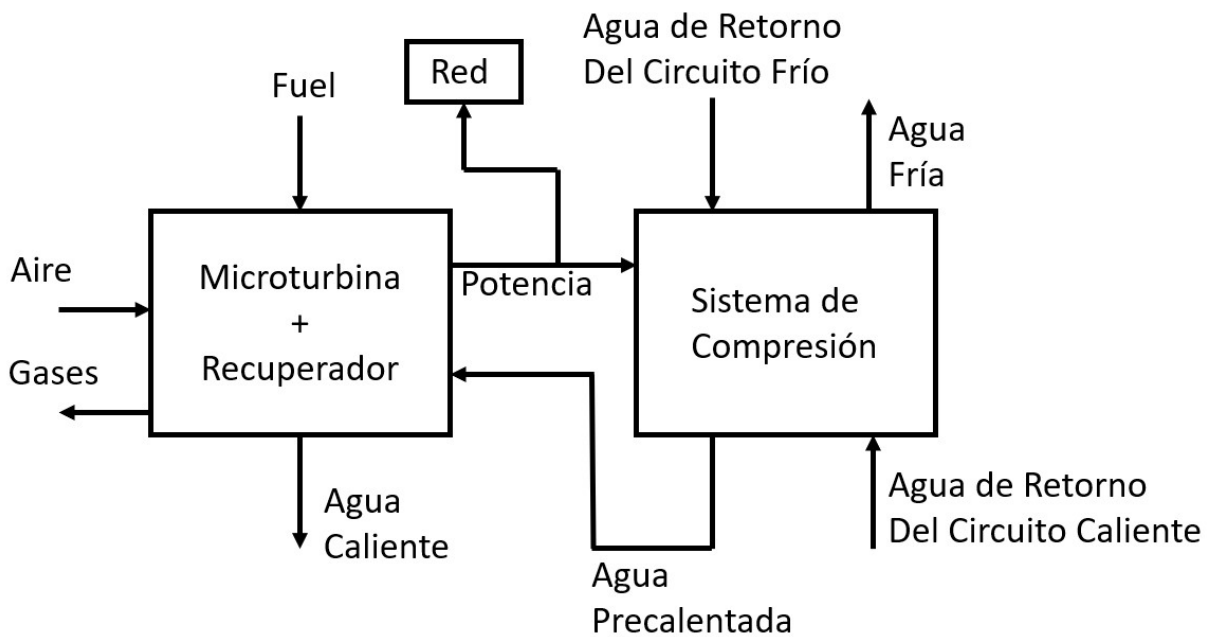 Agua de Retorno
Del Circuito Frío
Red
Fuel
Agua
Fría
Aire
Microturbina
+
Recuperador
Potencia
Sistema de
Compresión
Gases
Agua
Caliente
Agua de Retorno
Del Circuito Caliente
Agua
Precalentada